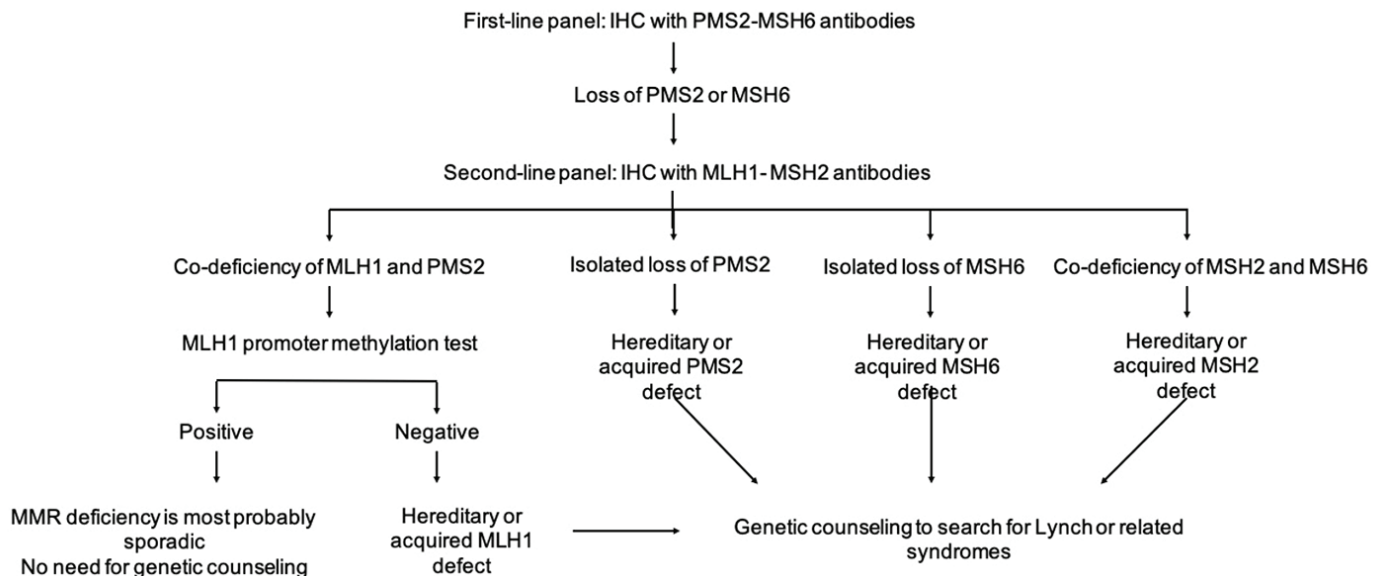 First-line panel: IHC with PMS2-MSH6 antibodies
Loss of PMS2 or MSH6
Second-line panel: IHC with MLH1-MSH2 antibodies
Co-deficiency of MLH1 and PMS2
Isolated loss of PMS2
Isolated loss of MSH6
Co-deficiency of MSH2 and MSH6
MLH1 promoter methylation test
Hereditary or
acquired PMS2
defect
Hereditary or
acquired MSH6
defect
Hereditary or
acquired MSH2
defect
Positive
Negative
MMR deficiency is most probably
sporadic
No need for genetic counseling
Hereditary or
acquired MLH1
defect
Genetic counseling to search for Lynch or related
syndromes